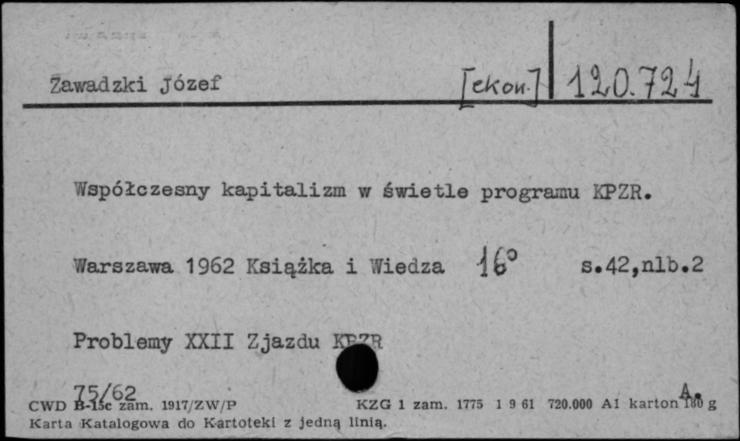 Zawadzki Józef [ekon.] 120.724
Współczesny kapitalizm w świetle programu KPZR.
Warszawa 1962 Książka i Wiedza 16° s.42,nlb.2
Problemy XXII Zjazdu KPZR
75/62 A.
CWD B-15c zam. 1917/ZW/P KZG 1 zam. 1775 1 9 61 720.000 A1 karton 180 g
Karta Katalogowa do Kartoteki z jedną linią.